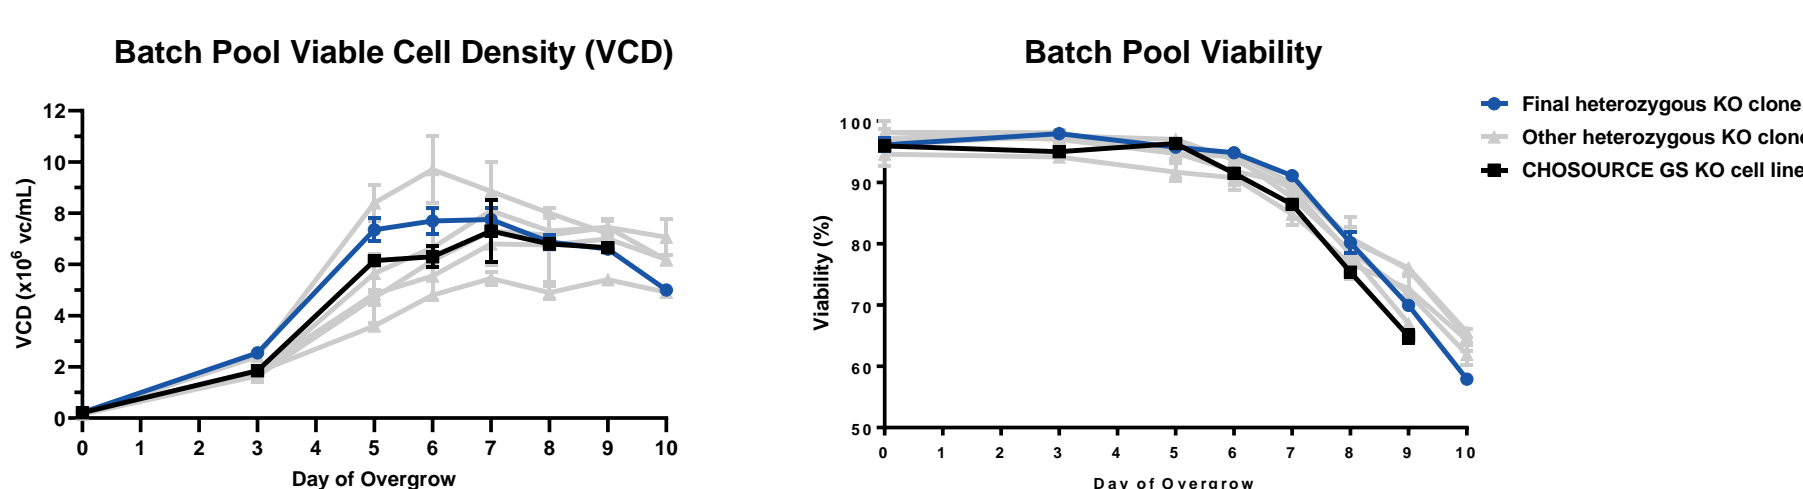 Batch Pool Viable Cell Density (VCD)
12
10
8
6
4
2
0
VCD (x10⁶ vc/mL)
0 1 2 3 4 5 6 7 8 9 10
Day of Overgrow
Batch Pool Viability
100
90
80
70
60
50
Viability (%)
0 1 2 3 4 5 6 7 8 9 10
Day of Overgrow
Final heterozygous KO clone
Other heterozygous KO clone
CHOSOURCE GS KO cell line